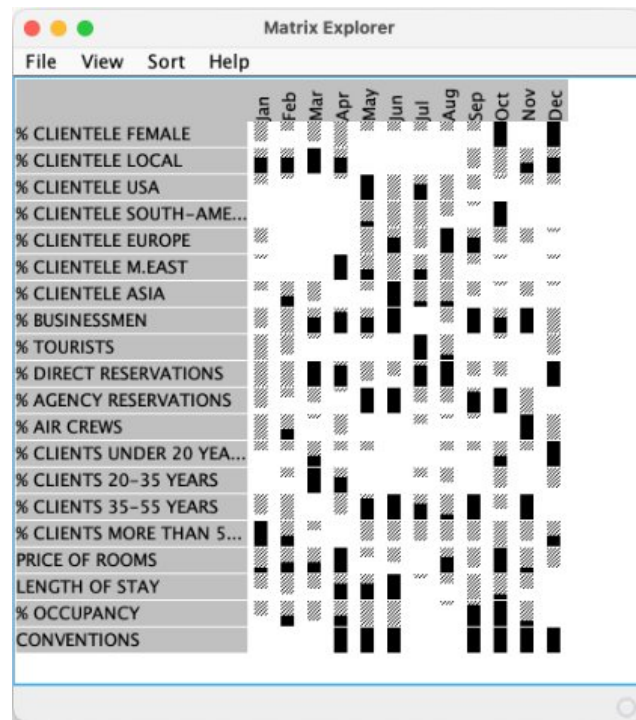 Matrix Explorer
File View Sort Help
Jan Feb Mar Apr May Jun Jul Aug Sep Oct Nov Dec
% CLIENTELE FEMALE
% CLIENTELE LOCAL
% CLIENTELE USA
% CLIENTELE SOUTH-AME...
% CLIENTELE EUROPE
% CLIENTELE M.EAST
% CLIENTELE ASIA
% BUSINESSMEN
% TOURISTS
% DIRECT RESERVATIONS
% AGENCY RESERVATIONS
% AIR CREWS
% CLIENTS UNDER 20 YEA...
% CLIENTS 20-35 YEARS
% CLIENTS 35-55 YEARS
% CLIENTS MORE THAN 5...
PRICE OF ROOMS
LENGTH OF STAY
% OCCUPANCY
CONVENTIONS